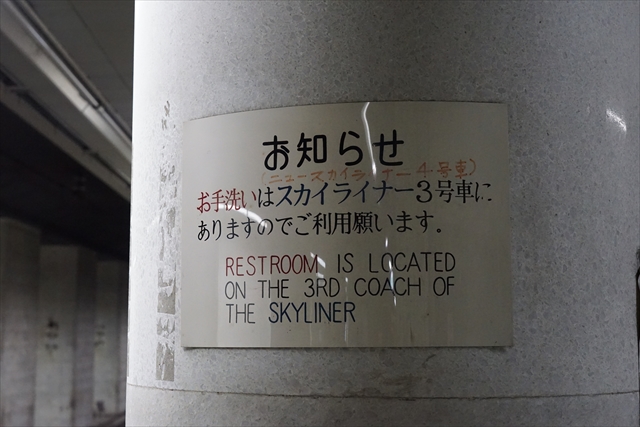 お知らせ
(ニュースカイライナー4号車)
お手洗いはスカイライナー3号車に
ありますのでご利用願います。
RESTROOM IS LOCATED
ON THE 3RD COACH OF
THE SKYLINER